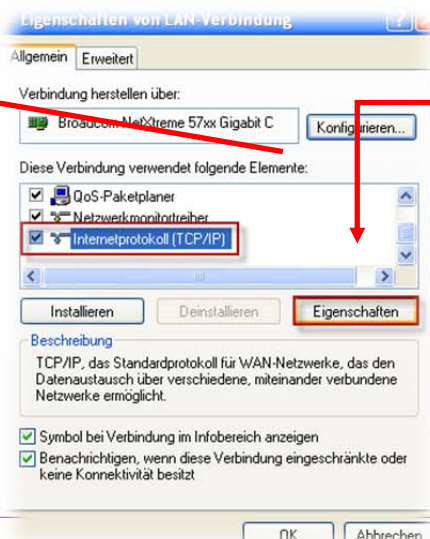 Eigenschaften von LAN-Verbindung
Allgemein Erweitert
Verbindung herstellen über:
Broadcom NetXtreme 57xx Gigabit C Konfigurieren...
Diese Verbindung verwendet folgende Elemente:
QoS-Paketplaner
Netzwerkmonitortreiber
Internetprotokoll (TCP/IP)
Installieren Deinstallieren Eigenschaften
Beschreibung
TCP/IP, das Standardprotokoll für WAN-Netzwerke, das den
Datenaustausch über verschiedene, miteinander verbundene
Netzwerke ermöglicht.
Symbol bei Verbindung im Infobereich anzeigen
Benachrichtigen, wenn diese Verbindung eingeschränkte oder
keine Konnektivität besitzt
OK Abbrechen